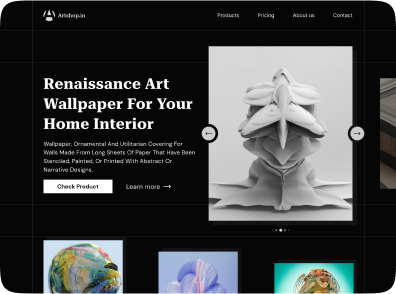 Artshop.in
Products
Pricing
About us
Contact
Renaissance Art
Wallpaper For Your
Home Interior
Wallpaper, Ornamental And Utilitarian Covering For
Walls Made From Long Sheets Of Paper That Have Been
Stenciled, Painted, Or Printed With Abstract Or
Narrative Designs.
Check Product
Learn more